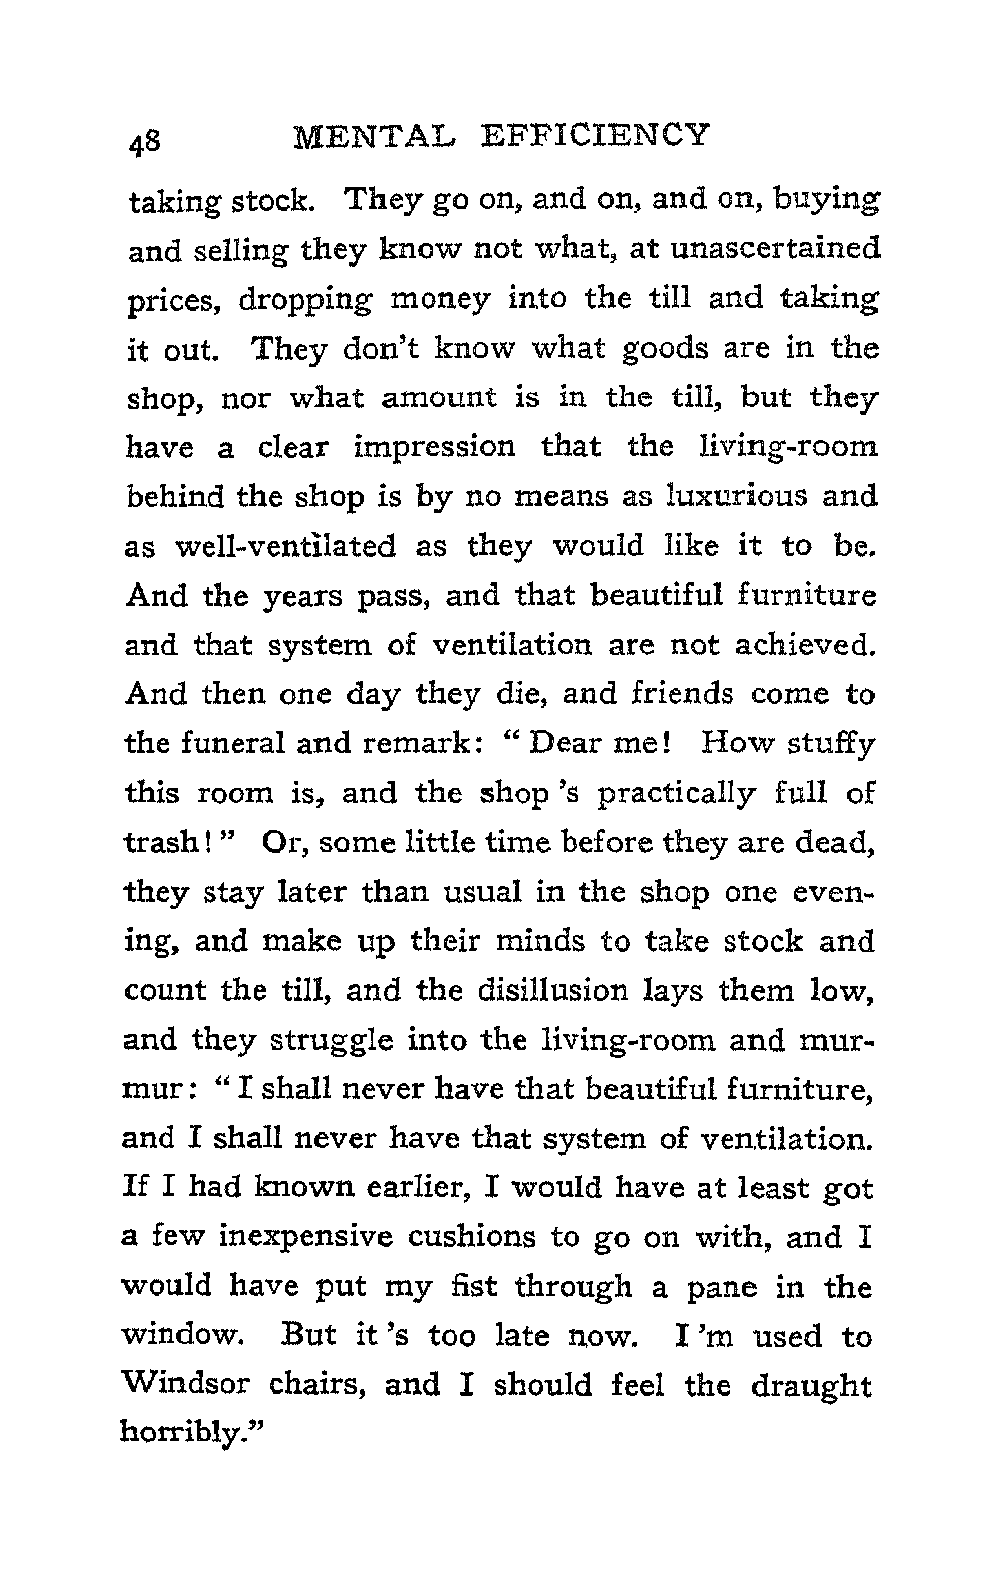 48 MENTAL EFFICIENCY
taking stock. They go on, and on, and on, buying
and selling they know not what, at unascertained
prices, dropping money into the till and taking
it out. They don't know what goods are in the
shop, nor what amount is in the till, but they
have a clear impression that the living-room
behind the shop is by no means as luxurious and
as well-ventilated as they would like it to be.
And the years pass, and that beautiful furniture
and that system of ventilation are not achieved.
And then one day they die, and friends come to
the funeral and remark: “ Dear me! How stuffy
this room is, and the shop 's practically full of
trash! ” Or, some little time before they are dead,
they stay later than usual in the shop one even-
ing, and make up their minds to take stock and
count the till, and the disillusion lays them low,
and they struggle into the living-room and mur-
mur: “ I shall never have that beautiful furniture,
and I shall never have that system of ventilation.
If I had known earlier, I would have at least got
a few inexpensive cushions to go on with, and I
would have put my fist through a pane in the
window. But it 's too late now. I 'm used to
Windsor chairs, and I should feel the draught
horribly.”